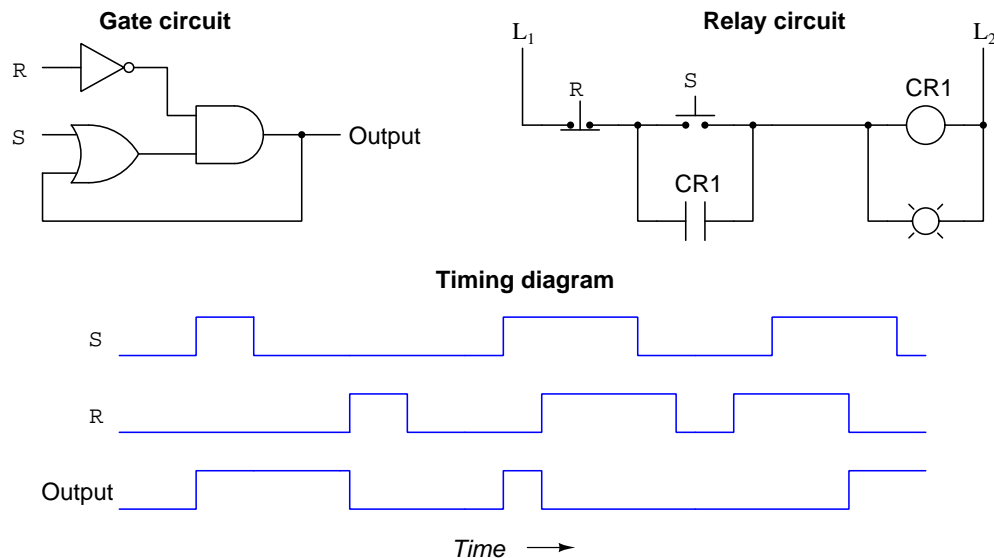 Gate circuit
Relay circuit
L1
L2
R
S
Output
R
S
CR1
CR1
Timing diagram
S
R
Output
Time